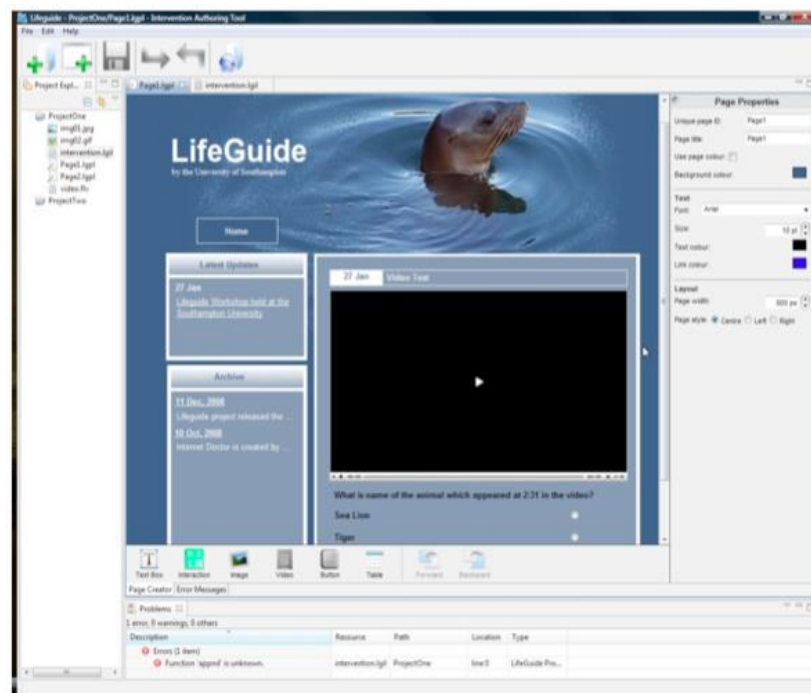 Lifeguide - ProjectOne/Page1.lgpl - Intervention Authoring Tool
File Edit Help
Project Expl...
Page1.lgpl
intervention.lgil
ProjectOne
img01.jpg
img02.gif
intervention.lgil
Page1.lgpl
Page2.lgpl
video.flv
ProjectTwo
LifeGuide
by the University of Southampton
Home
Latest Updates
27 Jan
Lifeguide Workshop held at the
Southampton University
Archive
11 Dec, 2008
Lifeguide project released the ...
10 Oct, 2008
Internet Doctor is created by ...
27 Jan
Video Test
What is name of the animal which appeared at 2:31 in the video?
Sea Lion
Tiger
Page Properties
Unique page ID: Page1
Page title: Page1
Use page colour:
Background colour:
Text
Font: Arial
Size: 10 pt
Text colour:
Link colour:
Layout
Page width: 800 px
Page style: Centre Left Right
Text Box Interaction Image Video Button Table Forward Backward
Page Creator Error Messages
Problems
1 error, 0 warnings, 0 others
Description Resource Path Location Type
Errors (1 item)
Function 'appnd' is unknown. intervention.lgil ProjectOne line:0 LifeGuide Pro...